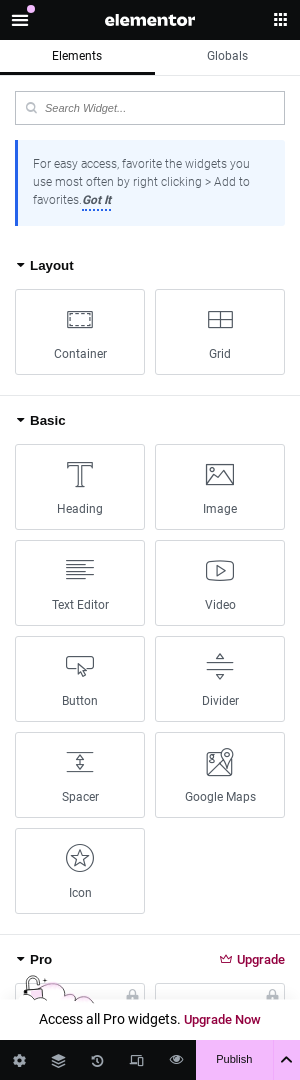 elementor
Elements
Globals
Search Widget...
For easy access, favorite the widgets you
use most often by right clicking > Add to
favorites. Got It
Layout
Container
Grid
Basic
Heading
Image
Text Editor
Video
Button
Divider
Spacer
Google Maps
Icon
Pro
Upgrade
Access all Pro widgets. Upgrade Now
Publish